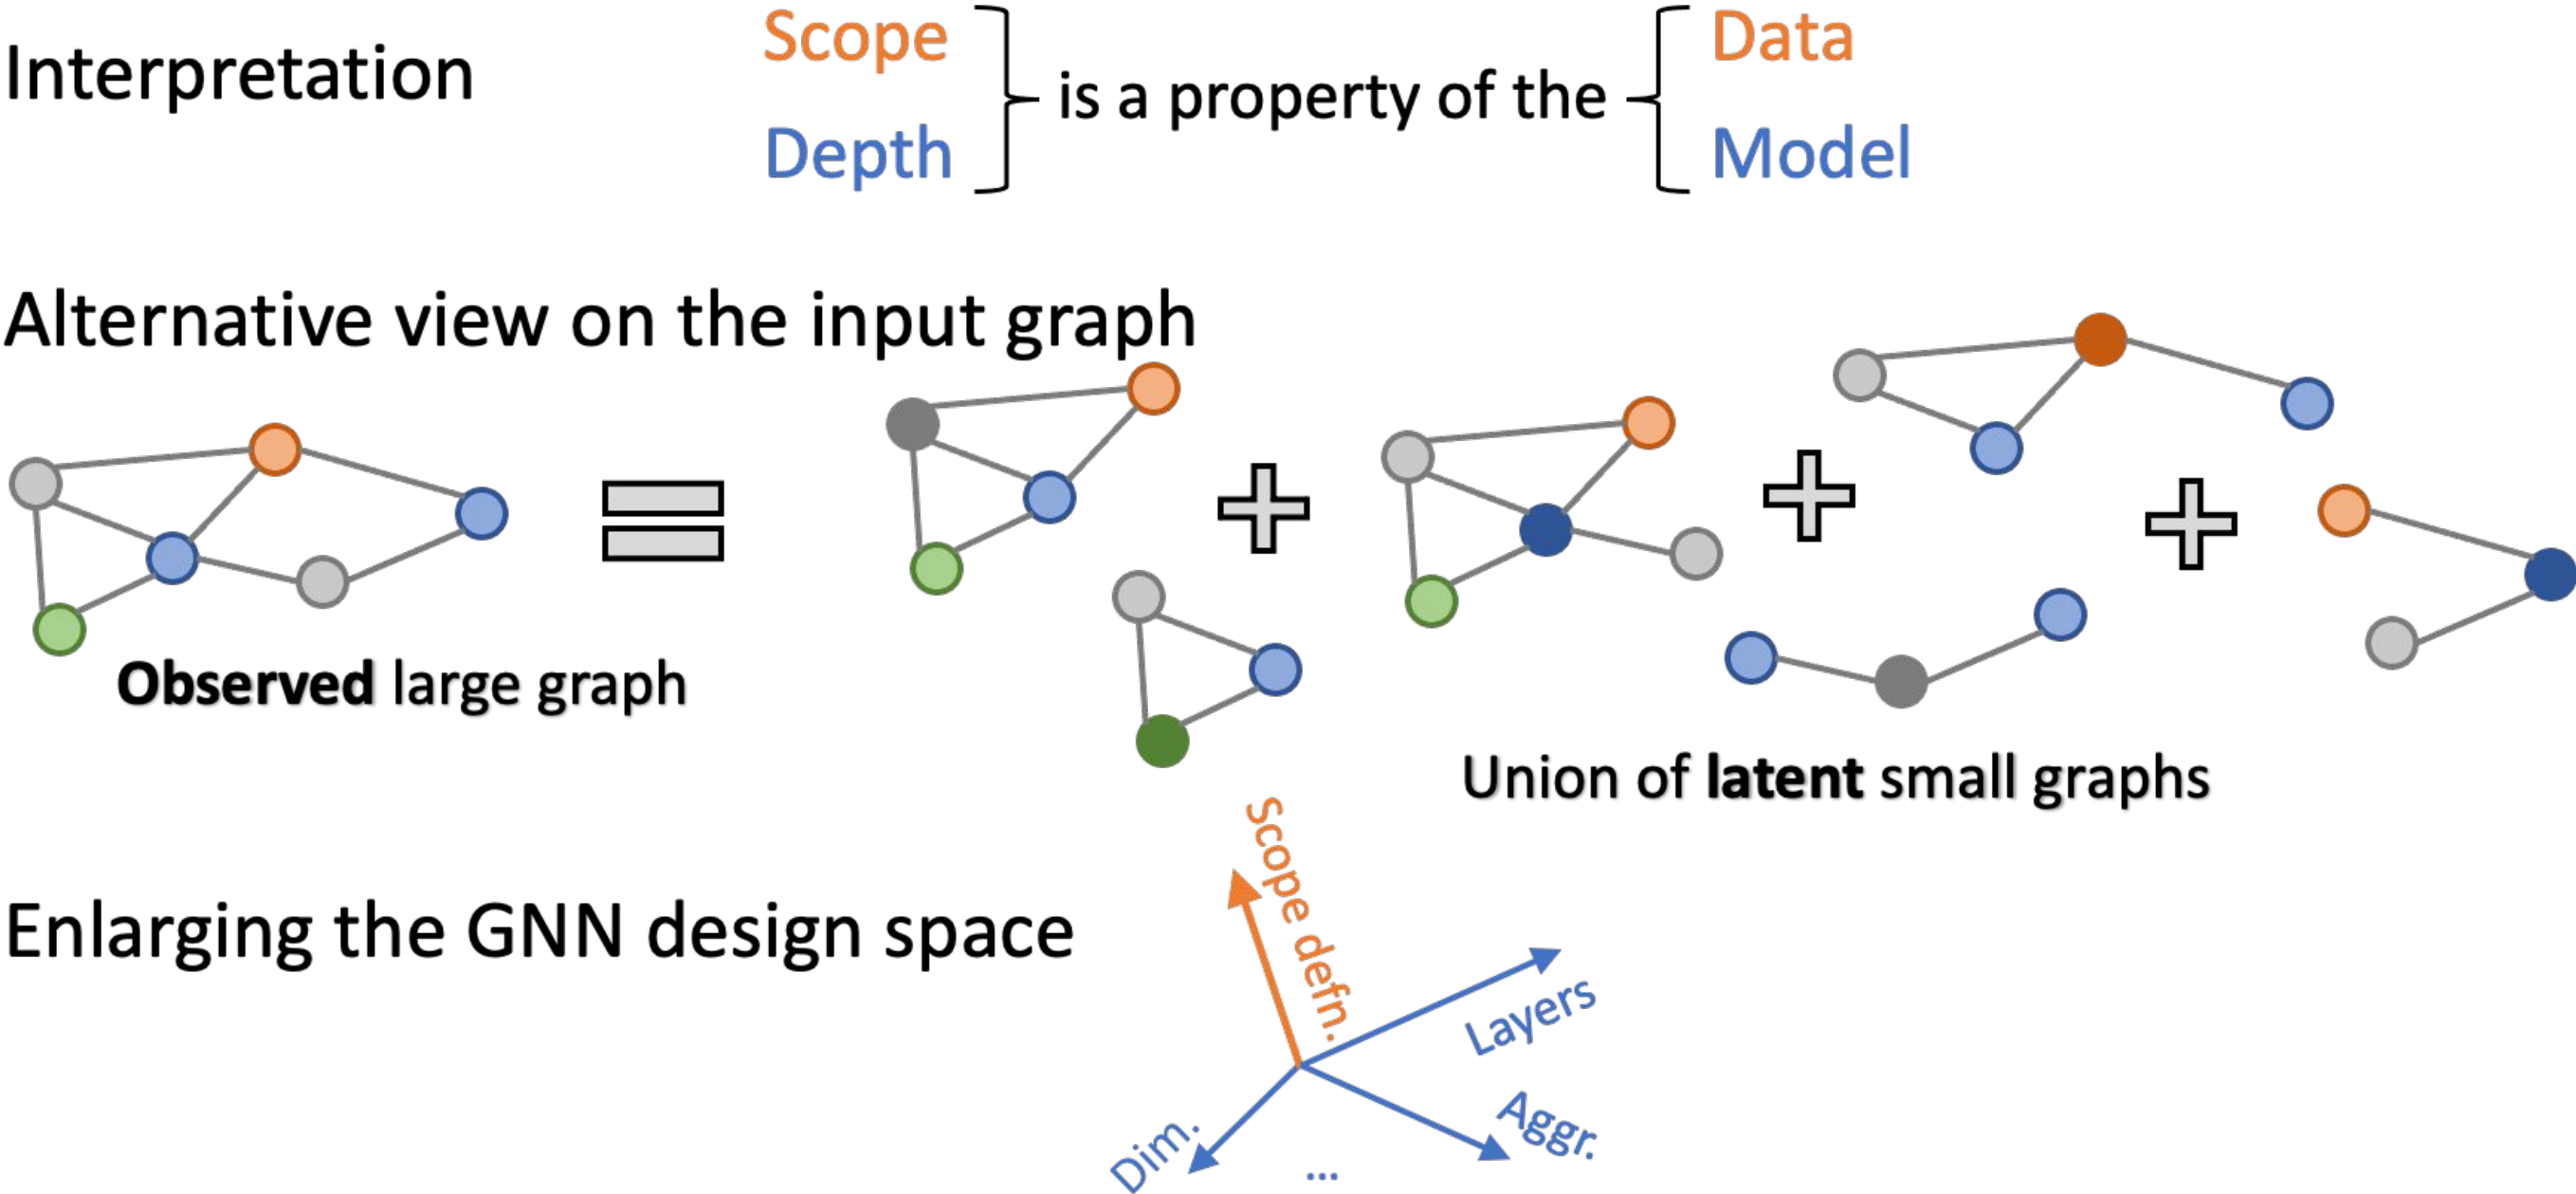 Interpretation
Scope
Depth
is a property of the
Data
Model
Alternative view on the input graph
Observed large graph
Union of latent small graphs
Enlarging the GNN design space
Scope defn.
Layers
Aggr.
...
Dim.